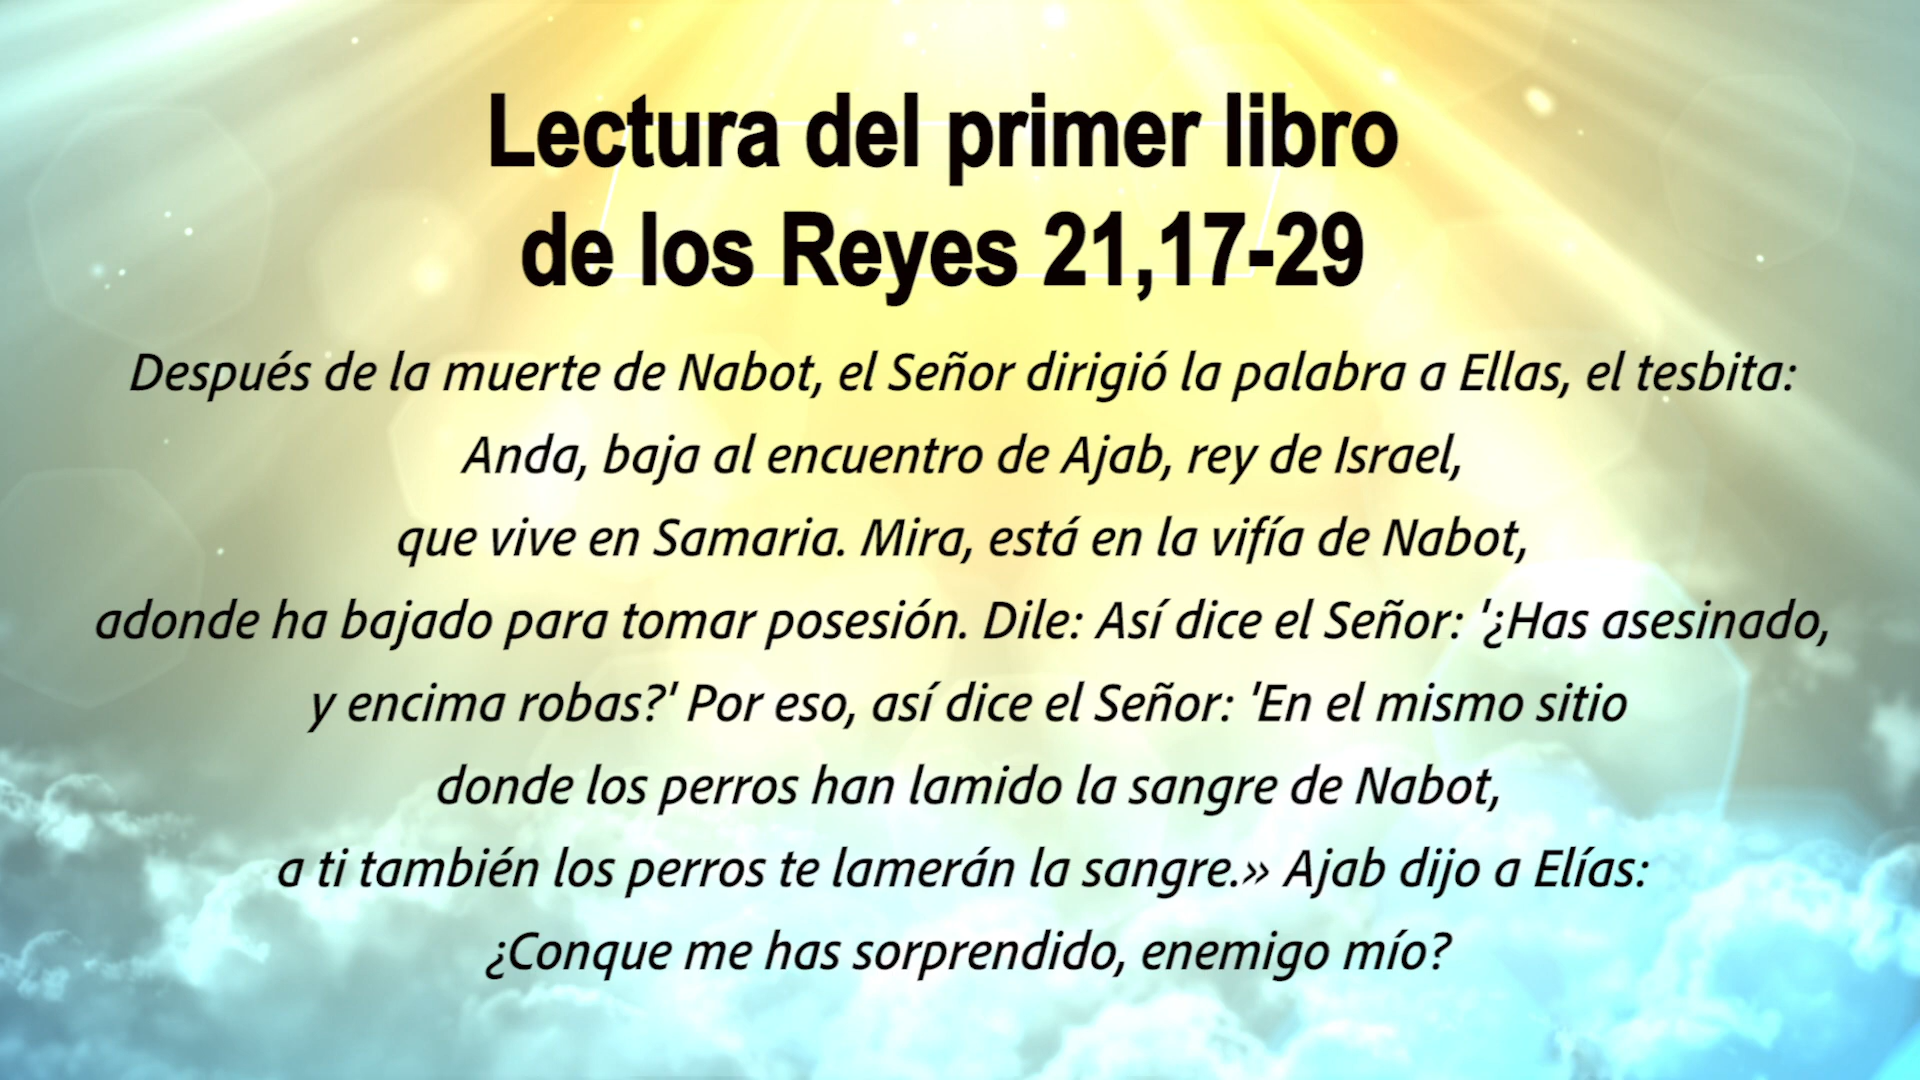 Lectura del primer libro
de los Reyes 21,17-29
Después de la muerte de Nabot, el Señor dirigió la palabra a Ellas, el tesbita:
Anda, baja al encuentro de Ajab, rey de Israel,
que vive en Samaria. Mira, está en la vifía de Nabot,
adonde ha bajado para tomar posesión. Dile: Así dice el Señor: '¿Has asesinado,
y encima robas?' Por eso, así dice el Señor: 'En el mismo sitio
donde los perros han lamido la sangre de Nabot,
a ti también los perros te lamerán la sangre.» Ajab dijo a Elías:
¿Conque me has sorprendido, enemigo mío?